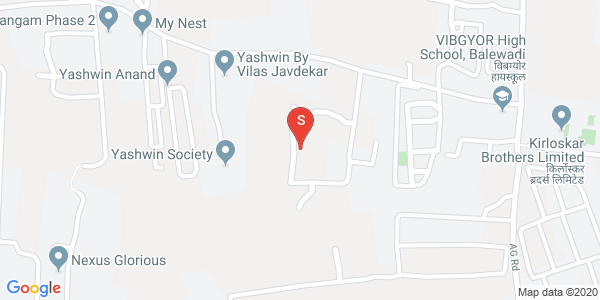 angam Phase 2
My Nest
VIBGYOR High
School, Balewadi
विबग्योर
हायस्कूल
Yashwin By
Vilas Javdekar
Yashwin Anand
S
Kirloskar
Brothers Limited
किर्लोस्कर
ब्रदर्स लिमिटेड
Yashwin Society
AG Rd
Nexus Glorious
Google
Map data ©2020